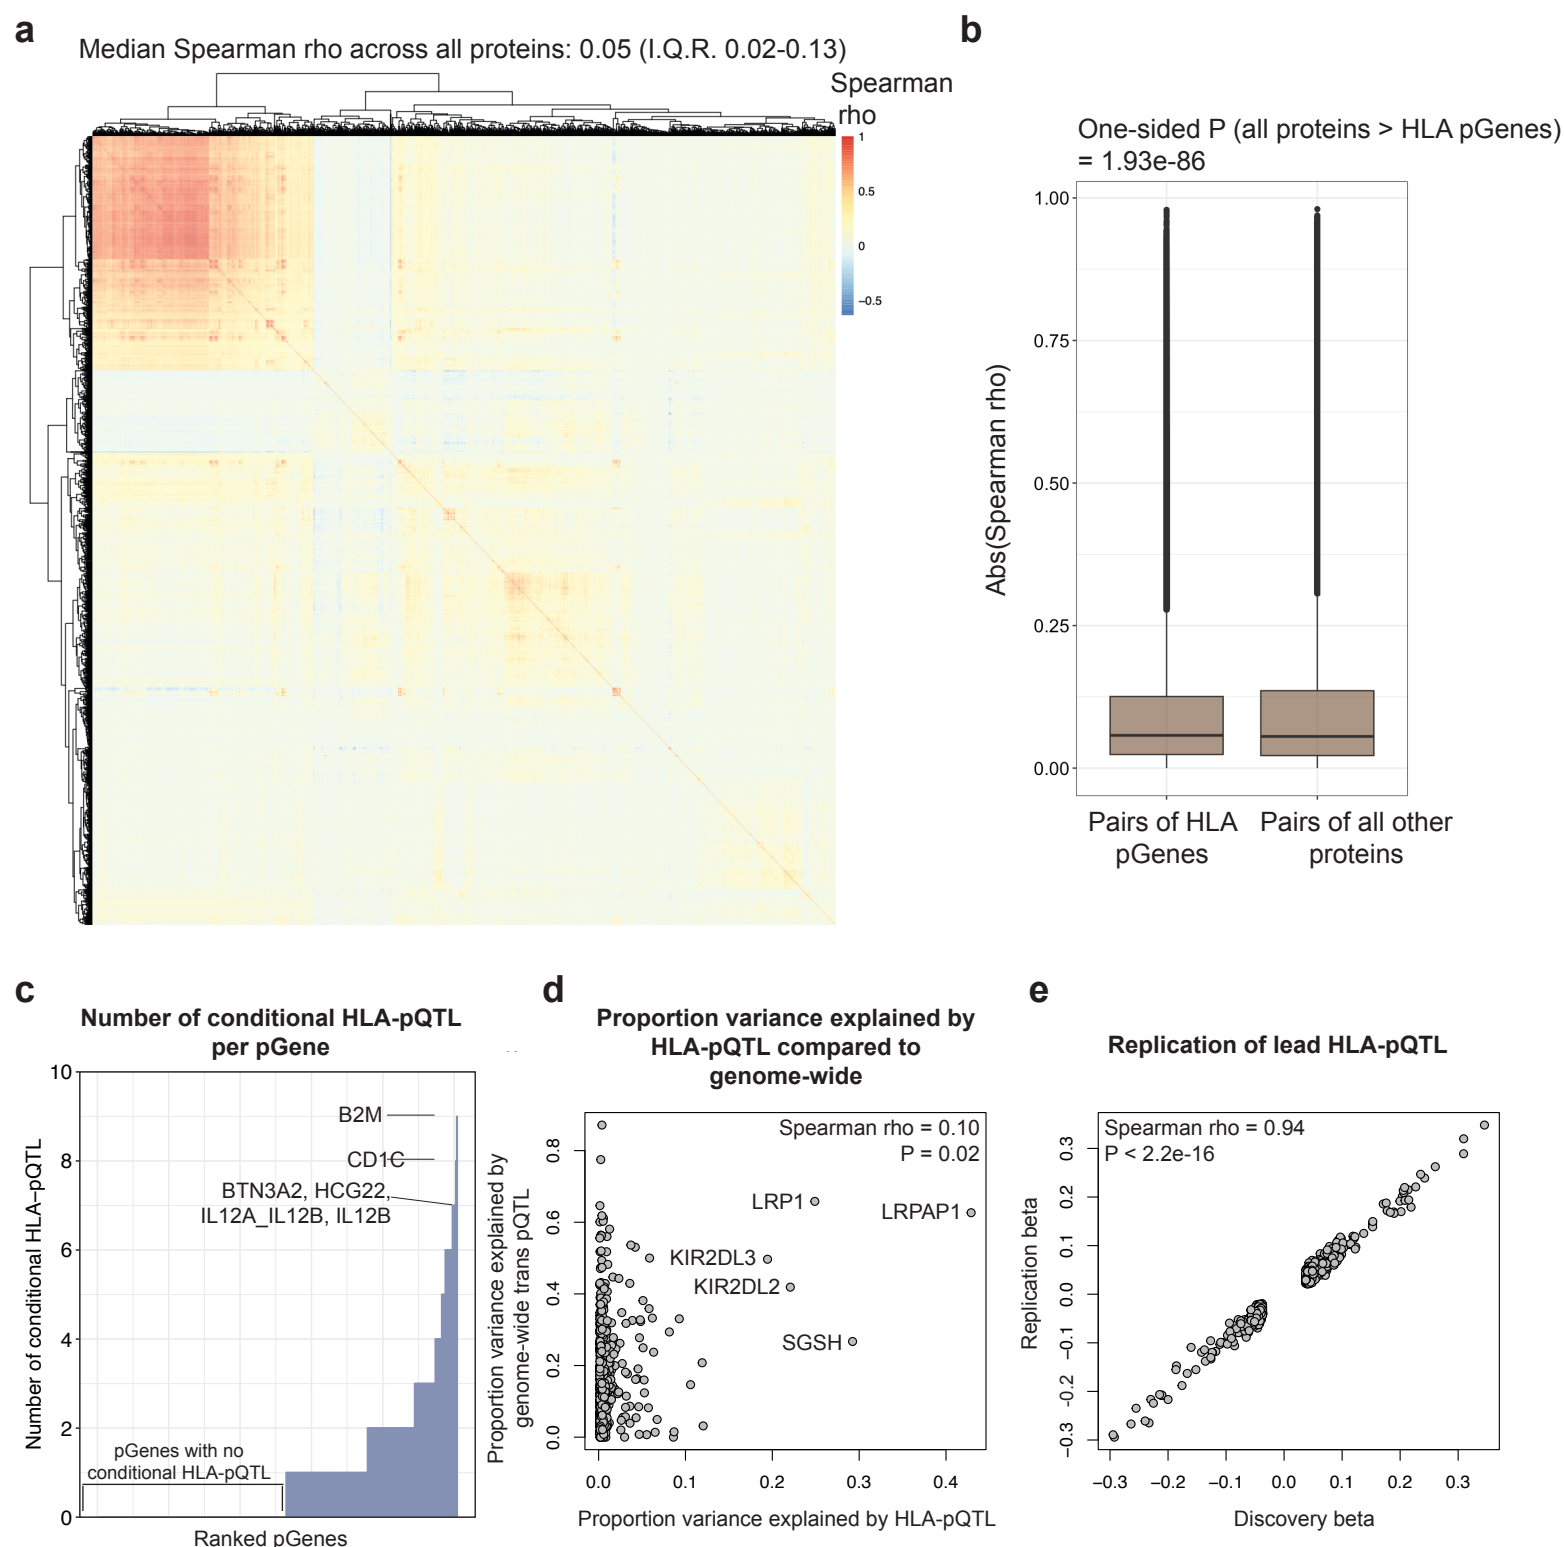 a
Median Spearman rho across all proteins: 0.05 (I.Q.R. 0.02-0.13)
Spearman
rho
1
0.5
0
−0.5
b
One-sided P (all proteins > HLA pGenes)
= 1.93e-86
Abs(Spearman rho)
1.00
0.75
0.50
0.25
0.00
Pairs of HLA
pGenes
Pairs of all other
proteins
c
Number of conditional HLA-pQTL
per pGene
Number of conditional HLA−pQTL
10
8
6
4
2
0
B2M
CD1C
BTN3A2, HCG22,
IL12A_IL12B, IL12B
pGenes with no
conditional HLA-pQTL
Ranked pGenes
d
Proportion variance explained by
HLA-pQTL compared to
genome-wide
Proportion variance explained by
genome-wide trans pQTL
0.8
0.6
0.4
0.2
0.0
Spearman rho = 0.10
P = 0.02
LRP1
LRPAP1
KIR2DL3
KIR2DL2
SGSH
0.0 0.1 0.2 0.3 0.4
Proportion variance explained by HLA-pQTL
e
Replication of lead HLA-pQTL
Replication beta
0.3
0.2
0.1
0.0
−0.1
−0.2
−0.3
Spearman rho = 0.94
P < 2.2e-16
−0.3 −0.2 −0.1 0.0 0.1 0.2 0.3
Discovery beta